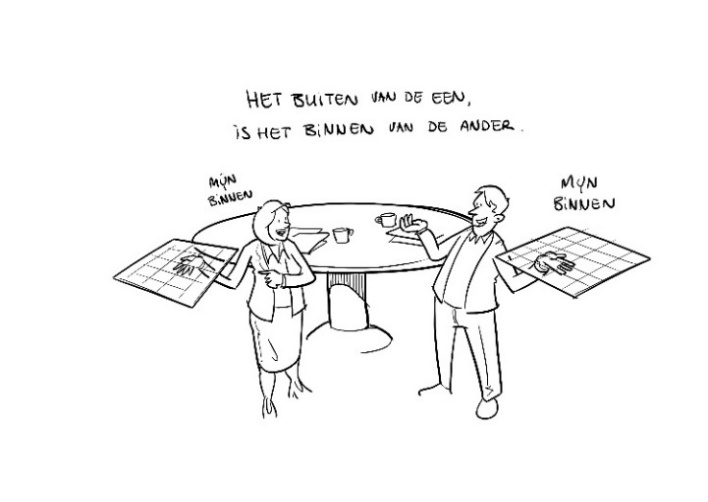 HET BUITEN VAN DE EEN,
IS HET BINNEN VAN DE ANDER.
MIJN
BINNEN
MIJN
BINNEN